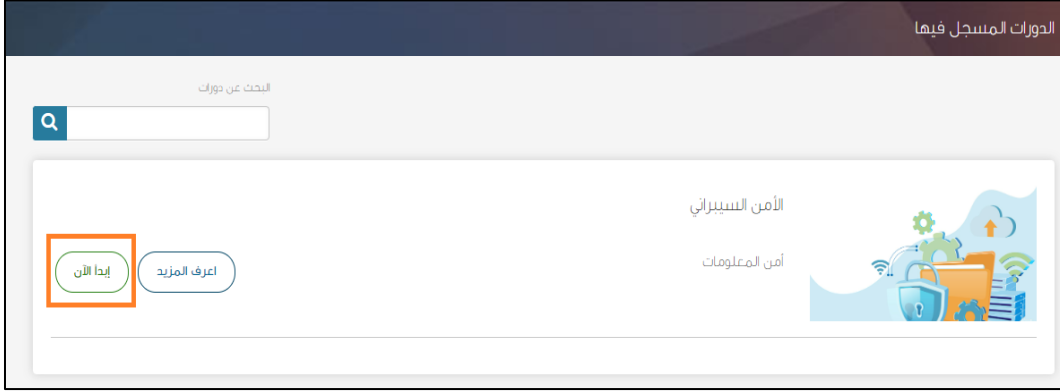 الدورات المسجل فيها
البحث عن دورات
الأمن السيبراني
أمن المعلومات
اعرف المزيد
إبدأ الآن